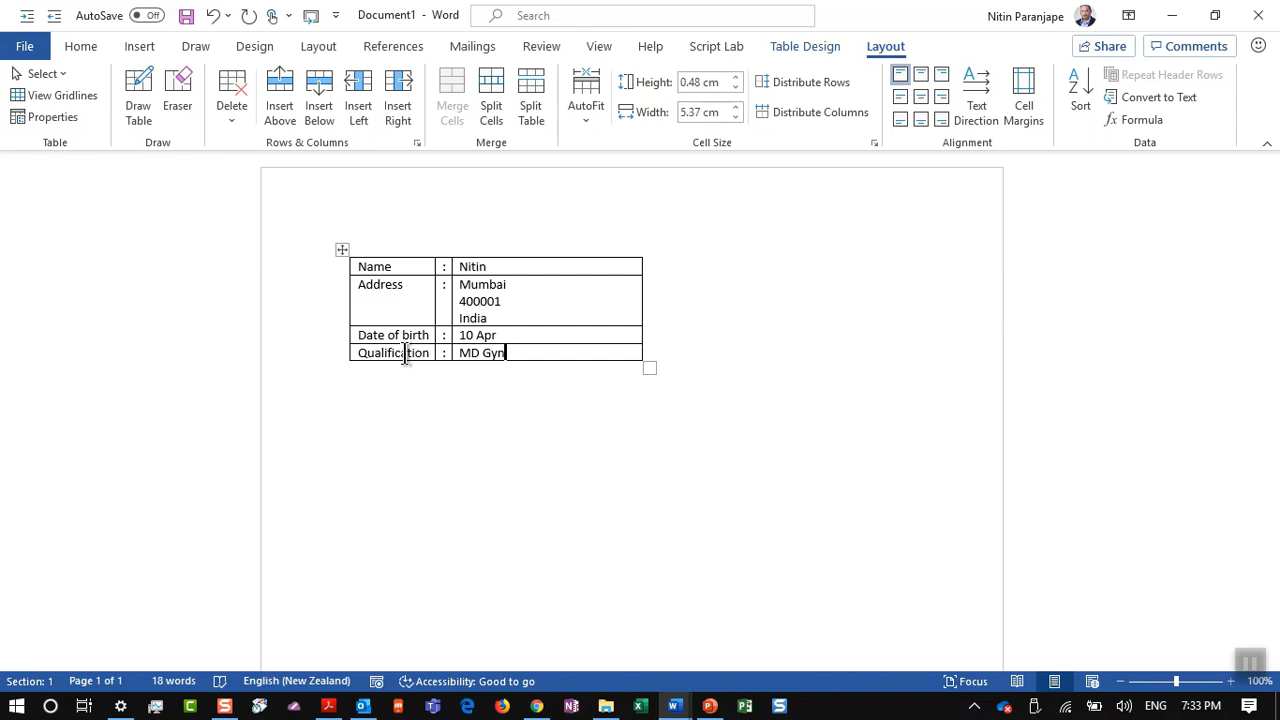 AutoSave Off Document1 - Word Search Nitin Paranjape
File Home Insert Draw Design Layout References Mailings Review View Help Script Lab Table Design Layout Share Comments
Select
View Gridlines
Properties
Table
Draw Table
Eraser
Draw
Delete
Insert Above
Insert Below
Insert Left
Insert Right
Rows & Columns
Merge Cells
Split Cells
Split Table
Merge
AutoFit
Height: 0.48 cm
Width: 5.37 cm
Distribute Rows
Distribute Columns
Cell Size
Text Direction
Cell Margins
Alignment
Sort
Repeat Header Rows
Convert to Text
Formula
Data
Name : Nitin
Address : Mumbai
400001
India
Date of birth : 10 Apr
Qualification : MD Gyn
Section: 1 Page 1 of 1 18 words English (New Zealand) Accessibility: Good to go Focus 100%
ENG 7:33 PM